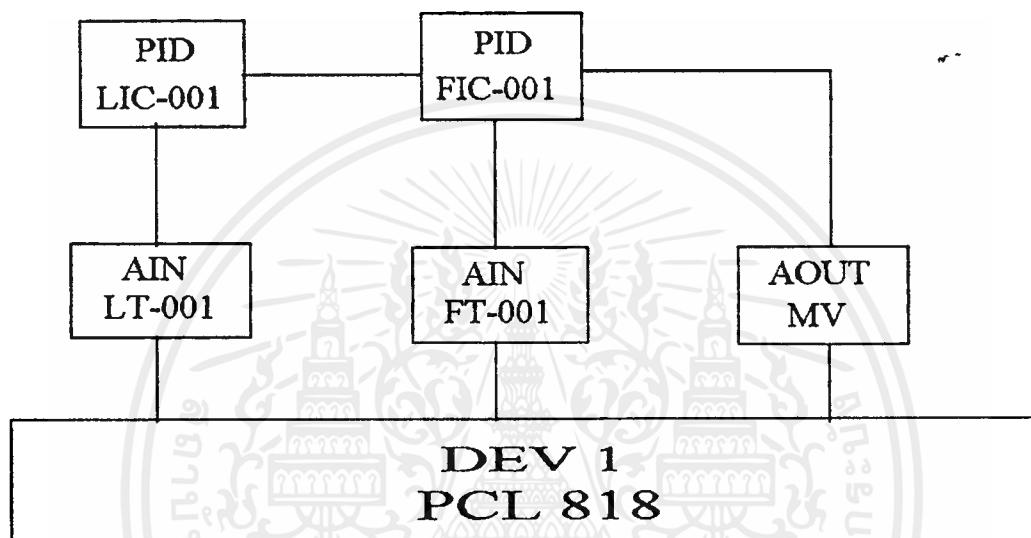 PID
LIC-001
PID
FIC-001
AIN
LT-001
AIN
FT-001
AOUT
MV
DEV 1
PCL 818